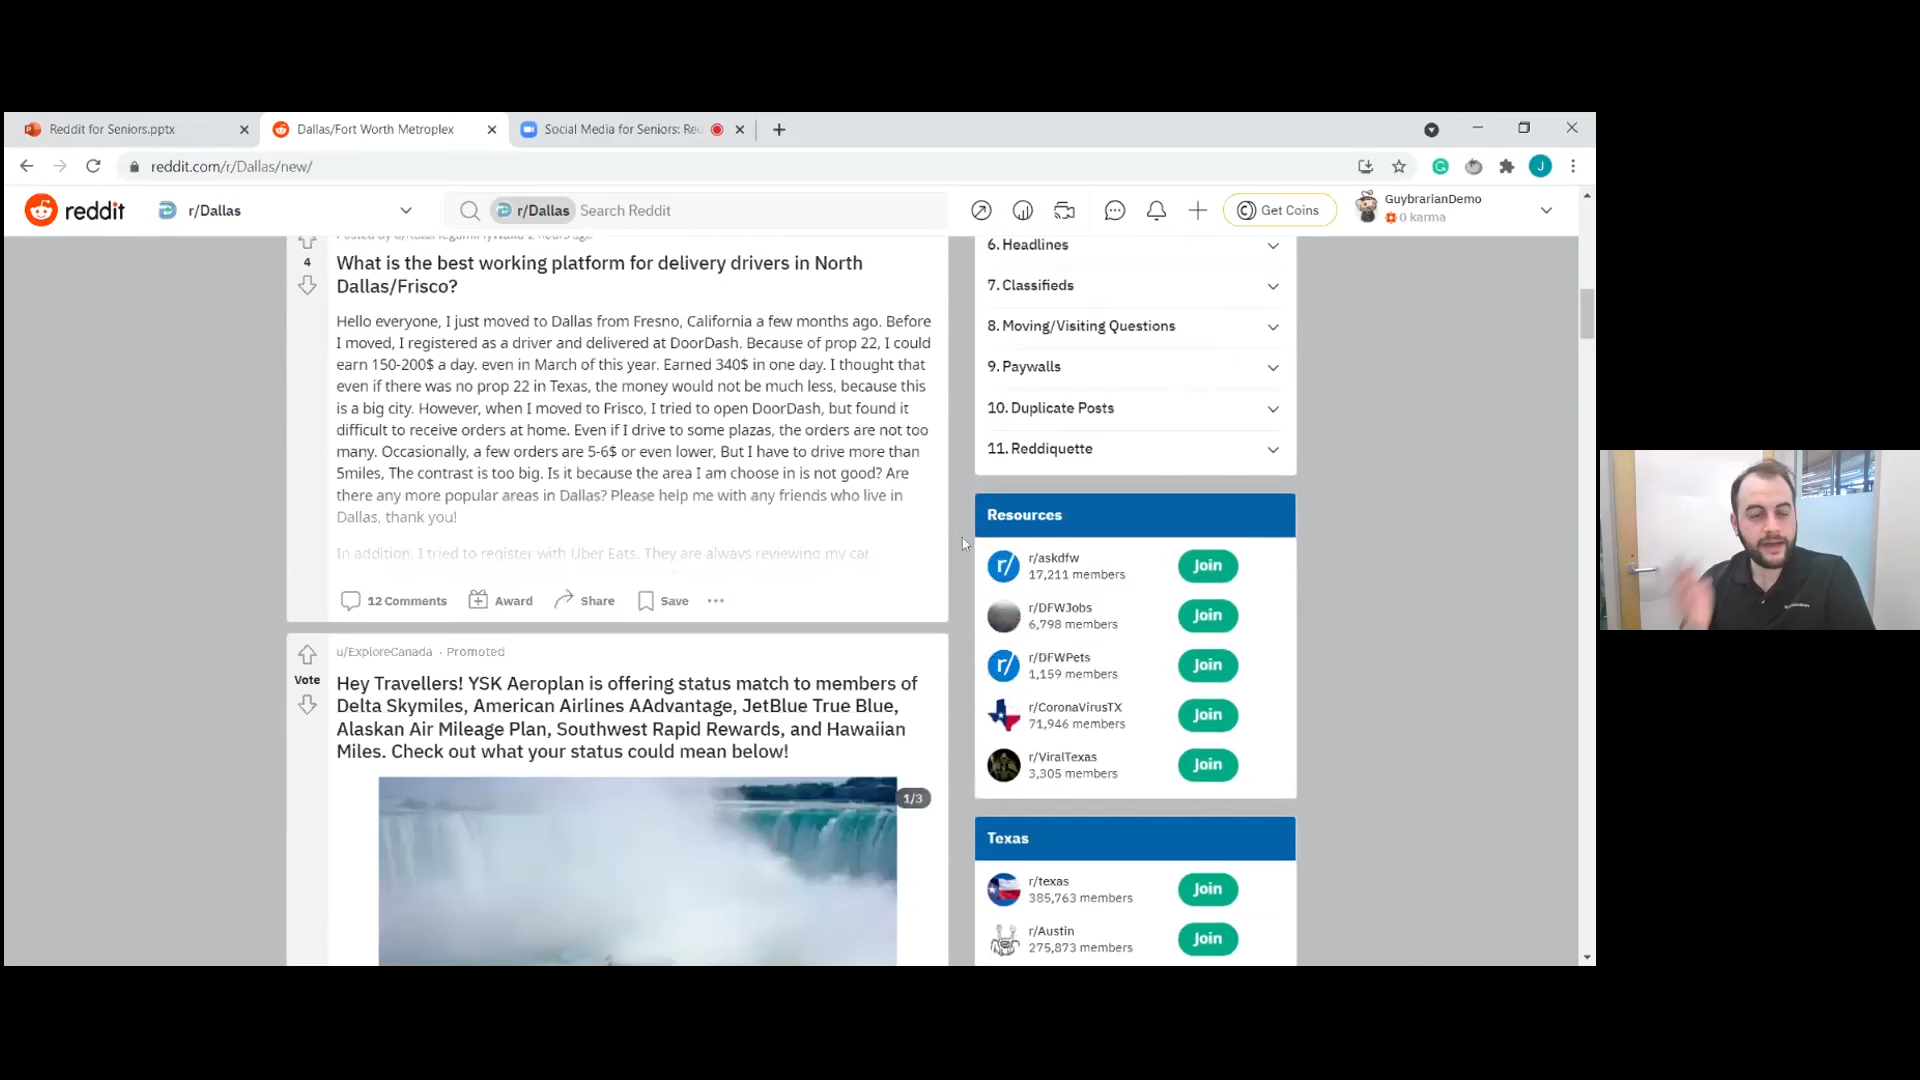 Reddit for Seniors.pptx
Dallas/Fort Worth Metroplex
Social Media for Seniors: Re
reddit.com/r/Dallas/new/
J
reddit
r/Dallas
r/Dallas Search Reddit
Get Coins
GuybrarianDemo
0 karma
4
What is the best working platform for delivery drivers in North
Dallas/Frisco?
Hello everyone, I just moved to Dallas from Fresno, California a few months ago. Before
I moved, I registered as a driver and delivered at DoorDash. Because of prop 22, I could
earn 150-200$ a day. even in March of this year. Earned 340$ in one day. I thought that
even if there was no prop 22 in Texas, the money would not be much less, because this
is a big city. However, when I moved to Frisco, I tried to open DoorDash, but found it
difficult to receive orders at home. Even if I drive to some plazas, the orders are not too
many. Occasionally, a few orders are 5-6$ or even lower, But I have to drive more than
5miles, The contrast is too big. Is it because the area I am choose in is not good? Are
there any more popular areas in Dallas? Please help me with any friends who live in
Dallas, thank you!
In addition, I tried to register with Uber Eats. They are always reviewing my car
12 Comments
Award
Share
Save
Vote
u/ExploreCanada · Promoted
Hey Travellers! YSK Aeroplan is offering status match to members of
Delta Skymiles, American Airlines AAdvantage, JetBlue True Blue,
Alaskan Air Mileage Plan, Southwest Rapid Rewards, and Hawaiian
Miles. Check out what your status could mean below!
1/3
6. Headlines
7. Classifieds
8. Moving/Visiting Questions
9. Paywalls
10. Duplicate Posts
11. Reddiquette
Resources
r/
r/askdfw
17,211 members
Join
r/DFWJobs
6,798 members
Join
r/
r/DFWPets
1,159 members
Join
r/CoronaVirusTX
71,946 members
Join
r/ViralTexas
3,305 members
Join
Texas
r/texas
385,763 members
Join
r/Austin
275,873 members
Join